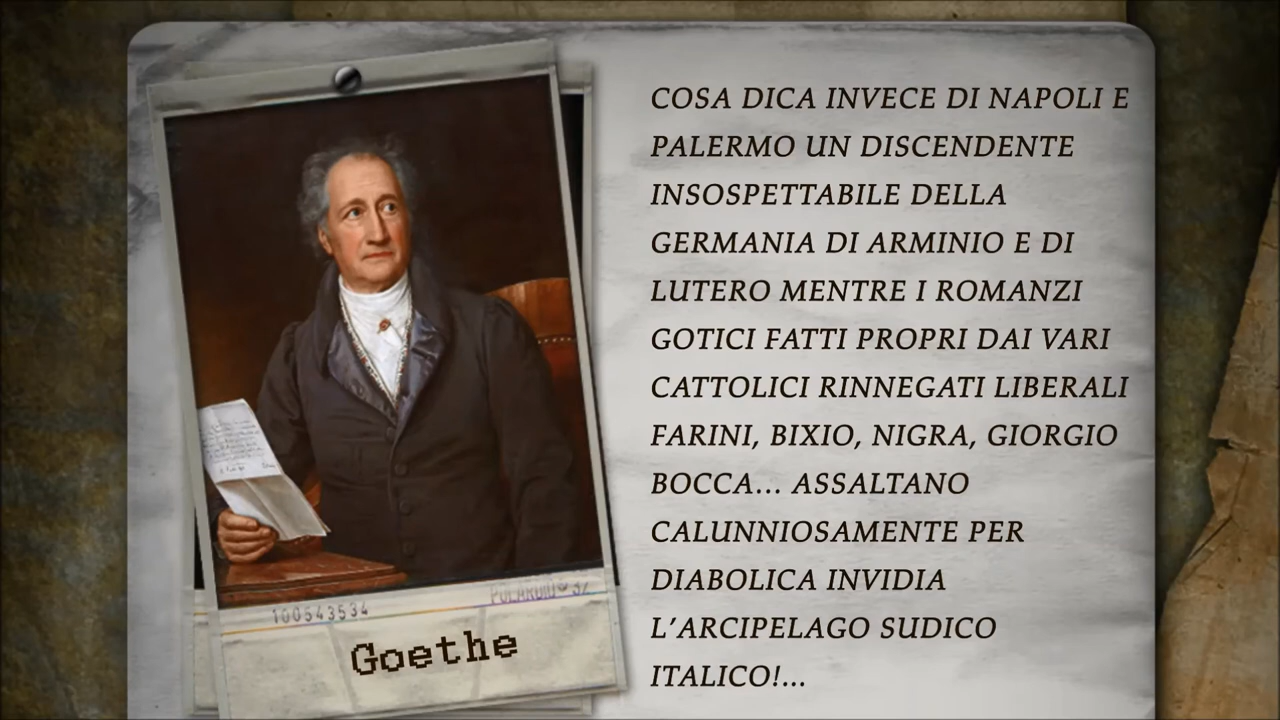 COSA DICA INVECE DI NAPOLI E
PALERMO UN DISCENDENTE
INSOSPETTABILE DELLA
GERMANIA DI ARMINIO E DI
LUTERO MENTRE I ROMANZI
GOTICI FATTI PROPRI DAI VARI
CATTOLICI RINNEGATI LIBERALI
FARINI, BIXIO, NIGRA, GIORGIO
BOCCA... ASSALTANO
CALUNNIOSAMENTE PER
DIABOLICA INVIDIA
L'ARCIPELAGO SUDICO
ITALICO!...
100543534
Goethe